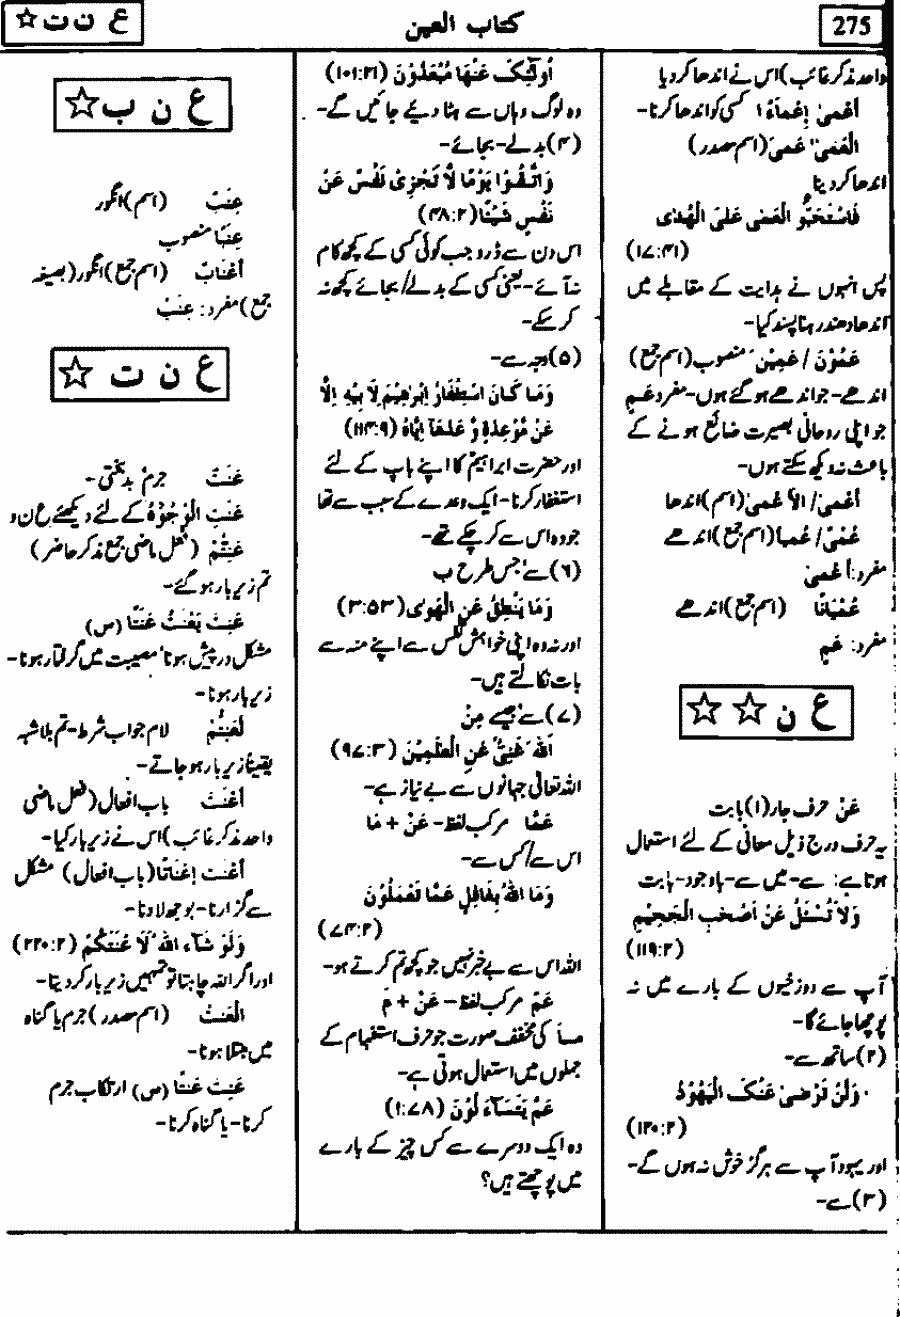 275
کتاب العین
ع ن ت ☆
واحد مذکر غائب) اس نے اندھا کر دیا
أَعْمىٰ إِعْمَاءً ا کسی کو اندھا کرنا-
الْعَمىٰ' عَمىً (اسم مصدر)
اندھا کر دینا
فَاسْتَحَبُّو الْعَمٰى عَلَى الْهُدٰى
(۱۷:۴۱)
پس انہوں نے ہدایت کے مقابلے میں
اندھا دھند رہنا پسند کیا-
عَمُوْنَ / عَمِيْنَ' منصوب (اسم جمع)
اندھے- جو اندھے ہو گئے ہوں- مفرد عَمٍ
جو اپنی روحانی بصیرت ضائع ہونے کے
باعث نہ دیکھ سکتے ہوں-
أَعْمىٰ/ الأَعْمىٰ (اسم) اندھا
عُمْىٌ / عُمْياً (اسم جمع) اندھے
مفرد: أَعْمىٰ
عُمْيَانًا (اسم جمع) اندھے
مفرد: عَمٍ
ع ن ☆ ☆
عَنْ حرف جار (۱) بابت
یہ حرف درج ذیل معانی کے لئے استعمال
ہوتا ہے: سے- میں سے- باوجود- بابت
وَلَا تُسْئَلُ عَنْ أَصْحٰبِ الْجَحِيْمِ
(۱۱۹:۲)
آپ سے دوزخیوں کے بارے میں نہ
پوچھا جائے گا-
(۲) ساتھ سے-
وَلَنْ تَرْضىٰ عَنْكَ الْيَهُوْدُ
(۱۲۰:۲)
اور یہود آپ سے ہرگز خوش نہ ہوں گے-
(۳) سے-
أُولٰٓئِكَ عَنْهَا مُبْعَدُوْنَ (۱۰۱:۲۱)
وہ لوگ وہاں سے ہٹا دیئے جائیں گے-
(۴) بدلے- بجائے-
وَاتَّقُوْا يَوْمًا لَّا تَجْزِىْ نَفْسٌ عَنْ
نَفْسٍ شَيْئًا (۴۸:۲)
اس دن سے ڈرو جب کوئی کسی کے کچھ کام
نہ آئے- یعنی کسی کے بدلے/ بجائے کچھ نہ
کر سکے-
(۵) وجہ سے-
وَمَا كَانَ اسْتِغْفَارُ اِبْرٰهِيْمَ لِاَ بِيْهِ اِلَّا
عَنْ مَّوْعِدَةٍ وَّ عَدَهَآ اِيَّاهُ (۱۱۴:۹)
اور حضرت ابراہیمؑ کا اپنے باپ کے لئے
استغفار کرنا- ایک وعدے کے سبب سے تھا
جو وہ اس سے کر چکے تھے-
(۶) سے' جس طرح ب
وَمَا يَنْطِقُ عَنِ الْهَوٰى (۳:۵۳)
اور نہ وہ اپنی خواہش نفس سے اپنے منہ سے
بات نکالتے ہیں-
(۷) سے' جیسے مِنْ
اَللهَ غَنِىٌّ عَنِ الْعٰلَمِيْنَ (۹۷:۳)
اللہ تعالیٰ جہانوں سے بے نیاز ہے-
عَمَّا مرکب لفظ- عَنْ + مَا
اس سے/ کس سے-
وَمَا اللهُ بِغَافِلٍ عَمَّا تَعْمَلُوْنَ
(۷۴:۲)
اللہ اس سے بے خبر نہیں جو کچھ تم کرتے ہو-
عَمَّ مرکب لفظ- عَنْ + مَ
مَا کی مخفف صورت جو حرف استفہام کے
جملوں میں استعمال ہوتی ہے-
عَمَّ يَتَسَآءَ لُوْنَ (۱:۷۸)
وہ ایک دوسرے سے کس چیز کے بارے
میں پوچھتے ہیں؟
ع ن ب ☆
عِنَبٌ (اسم) انگور
عِنَبًا منصوب
أَعْنَابٌ (اسم جمع) انگور (بصیغہ
جمع) مفرد: عِنَبٌ
ع ن ت ☆
عَنَتٌ جرم' بدبختی-
عَنَتِ الْوُجُوْهُ کے لئے دیکھئے ع ن و
عَنِتُّمْ (فعل ماضی جمع مذکر حاضر)
تم زیر بار ہو گئے-
عَنِتَ يَعْنَتُ عَنَتًا (س)
مشکل درپیش ہونا' مصیبت میں گرفتار ہونا-
زیر بار ہونا-
لَعَنِتُّمْ لام جواب شرط- تم بلاشبہ
یقیناً زیر بار ہو جاتے-
أَعْنَتَ باب افعال (فعل ماضی
واحد مذکر غائب) اس نے زیر بار کیا-
أَعْنَتَ إِعْنَاتًا (باب افعال) مشکل
سے گزارنا- بوجھ لادنا-
وَلَوْ شَآءَ اللهُ لَاَ عْنَتَكُمْ (۲۲۰:۲)
اور اگر اللہ چاہتا تو تمہیں زیر بار کر دیتا-
الْعَنَتُ (اسم مصدر) جرم یا گناہ
میں مبتلا ہونا-
عَنِتَ عَنَتًا (س) ارتکاب جرم
کرنا- یا گناہ کرنا-